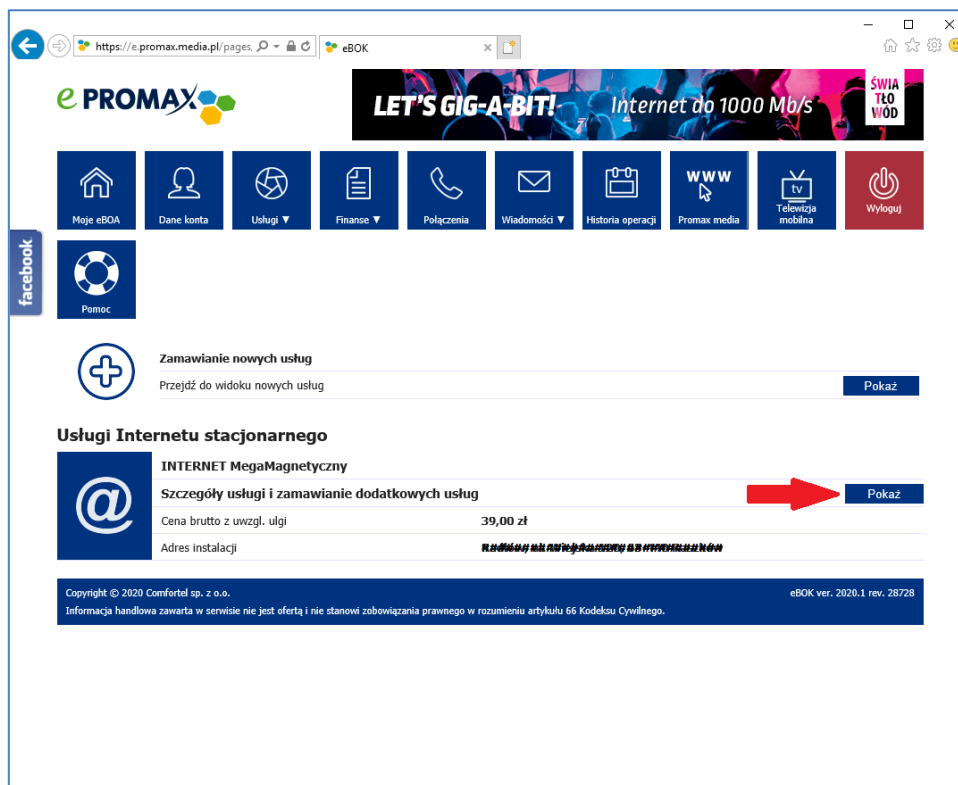 https://e.promax.media.pl/pages,
eBOK
e PROMAX
LET'S GIG-A-BIT!
Internet do 1000 Mb/s
ŚWIA
TŁO
WÓD
Moje eBOA
Dane konta
Usługi ▼
Finanse ▼
Połączenia
Wiadomości ▼
Historia operacji
www
Promax media
tv
Telewizja
mobilna
Wyloguj
facebook
Pomoc
Zamawianie nowych usług
Przejdź do widoku nowych usług
Pokaż
Usługi Internetu stacjonarnego
@
INTERNET MegaMagnetyczny
Szczegóły usługi i zamawianie dodatkowych usług
Pokaż
Cena brutto z uwzgl. ulgi
39,00 zł
Adres instalacji
Copyright © 2020 Comfortel sp. z o.o.
eBOK ver. 2020.1 rev. 28728
Informacja handlowa zawarta w serwisie nie jest ofertą i nie stanowi zobowiązania prawnego w rozumieniu artykułu 66 Kodeksu Cywilnego.